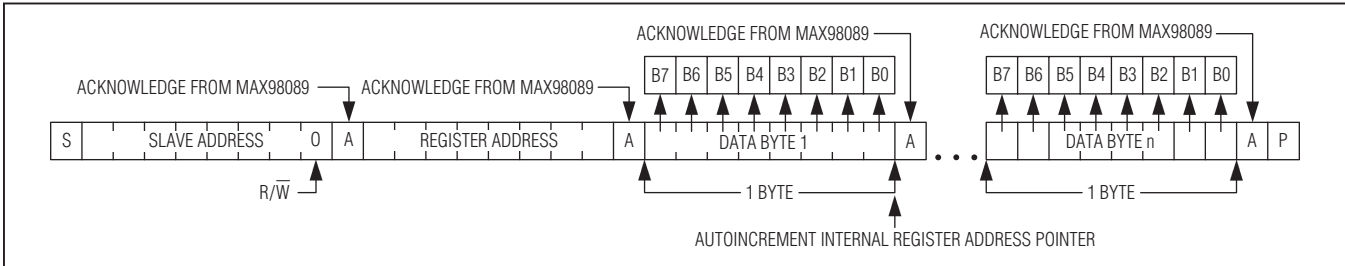 ACKNOWLEDGE FROM MAX98089 ACKNOWLEDGE FROM MAX98089
B7 B6 B5 B4 B3 B2 B1 B0 B7 B6 B5 B4 B3 B2 B1 B0
ACKNOWLEDGE FROM MAX98089 ACKNOWLEDGE FROM MAX98089
S SLAVE ADDRESS 0 A REGISTER ADDRESS A DATA BYTE 1 A • • • DATA BYTE n A P
R/W̅ 1 BYTE 1 BYTE
AUTOINCREMENT INTERNAL REGISTER ADDRESS POINTER